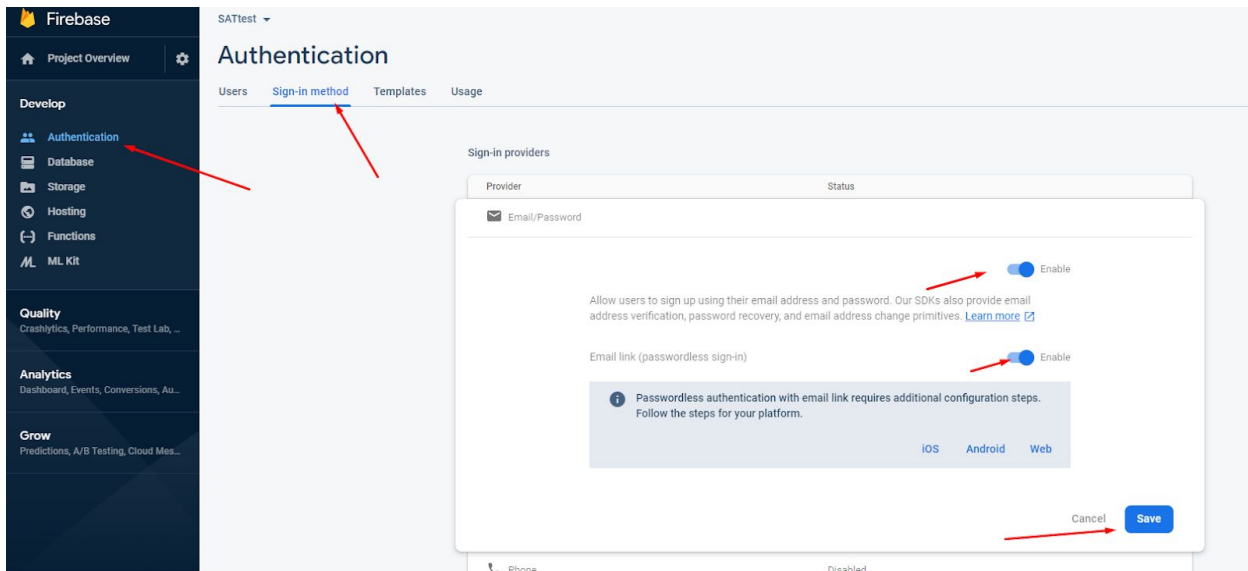 Firebase
Project Overview
Develop
Authentication
Database
Storage
Hosting
Functions
ML Kit
Quality
Crashlytics, Performance, Test Lab, ...
Analytics
Dashboard, Events, Conversions, Au...
Grow
Predictions, A/B Testing, Cloud Mes...
SATtest
Authentication
Users Sign-in method Templates Usage
Sign-in providers
Provider Status
Email/Password
Enable
Allow users to sign up using their email address and password. Our SDKs also provide email
address verification, password recovery, and email address change primitives. Learn more
Email link (passwordless sign-in) Enable
Passwordless authentication with email link requires additional configuration steps.
Follow the steps for your platform.
iOS Android Web
Cancel Save
Phone Disabled